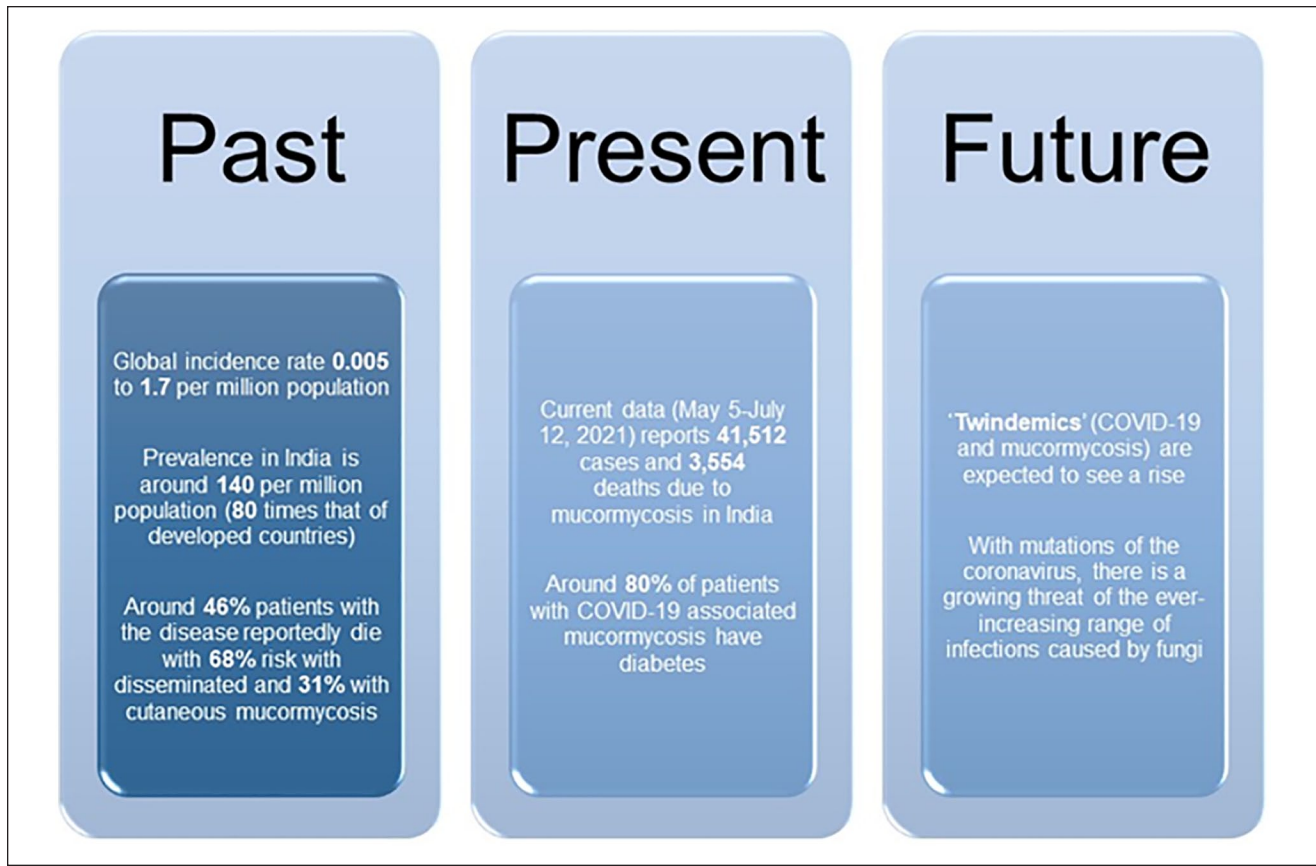 Past
Global incidence rate 0.005
to 1.7 per million population
Prevalence in India is
around 140 per million
population (80 times that of
developed countries)
Around 46% patients with
the disease reportedly die
with 68% risk with
disseminated and 31% with
cutaneous mucormycosis
Present
Current data (May 5-July
12, 2021) reports 41,512
cases and 3,554
deaths due to
mucormycosis in India
Around 80% of patients
with COVID-19 associated
mucormycosis have
diabetes
Future
‘Twindemics’ (COVID-19
and mucormycosis) are
expected to see a rise
With mutations of the
coronavirus, there is a
growing threat of the ever-
increasing range of
infections caused by fungi